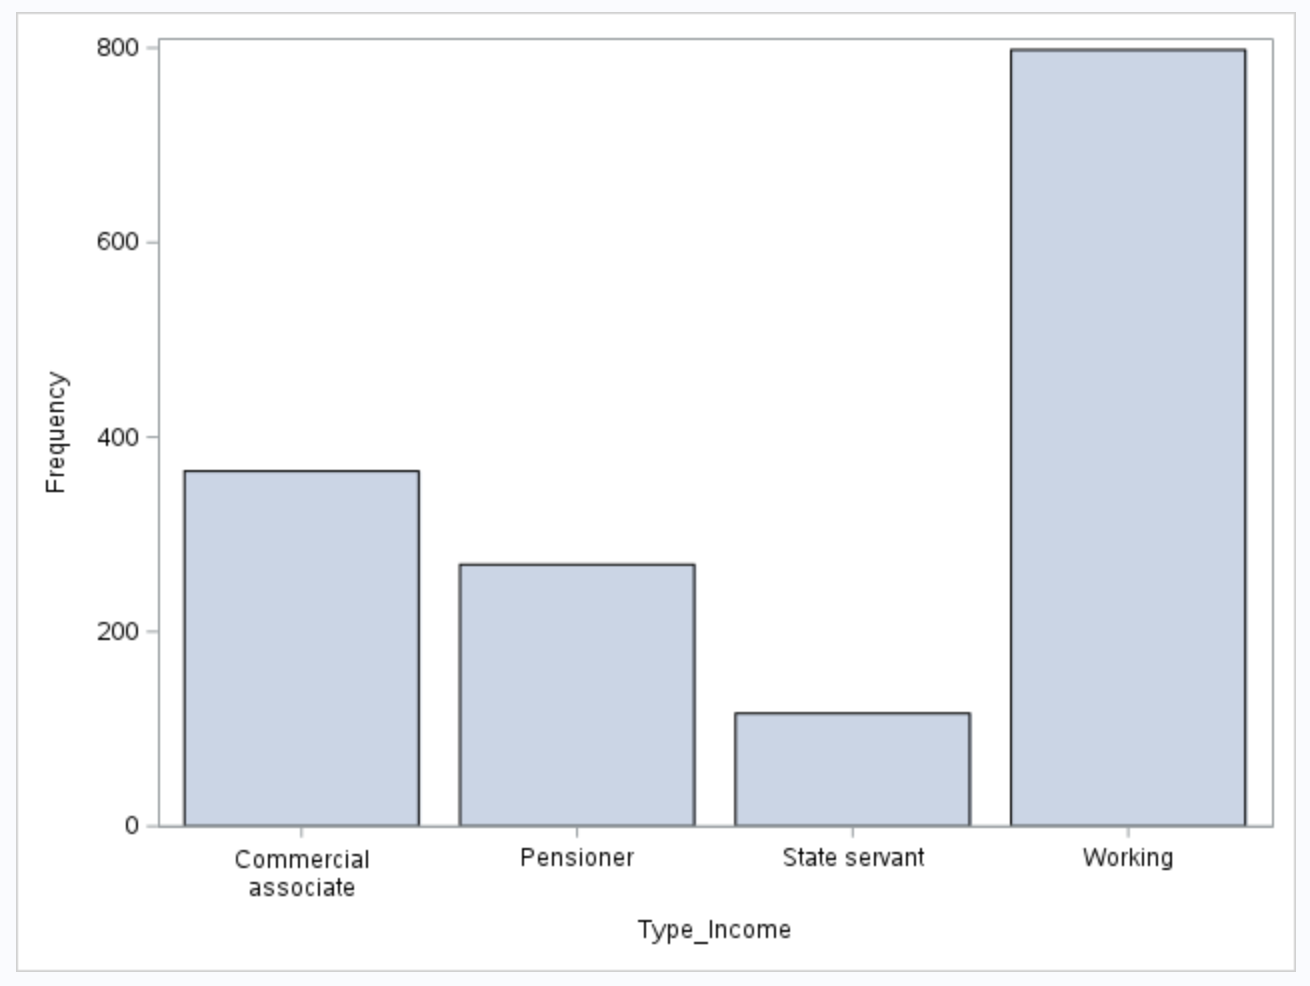 800
600
400
200
0
Frequency
Commercial
associate
Pensioner
State servant
Working
Type_Income